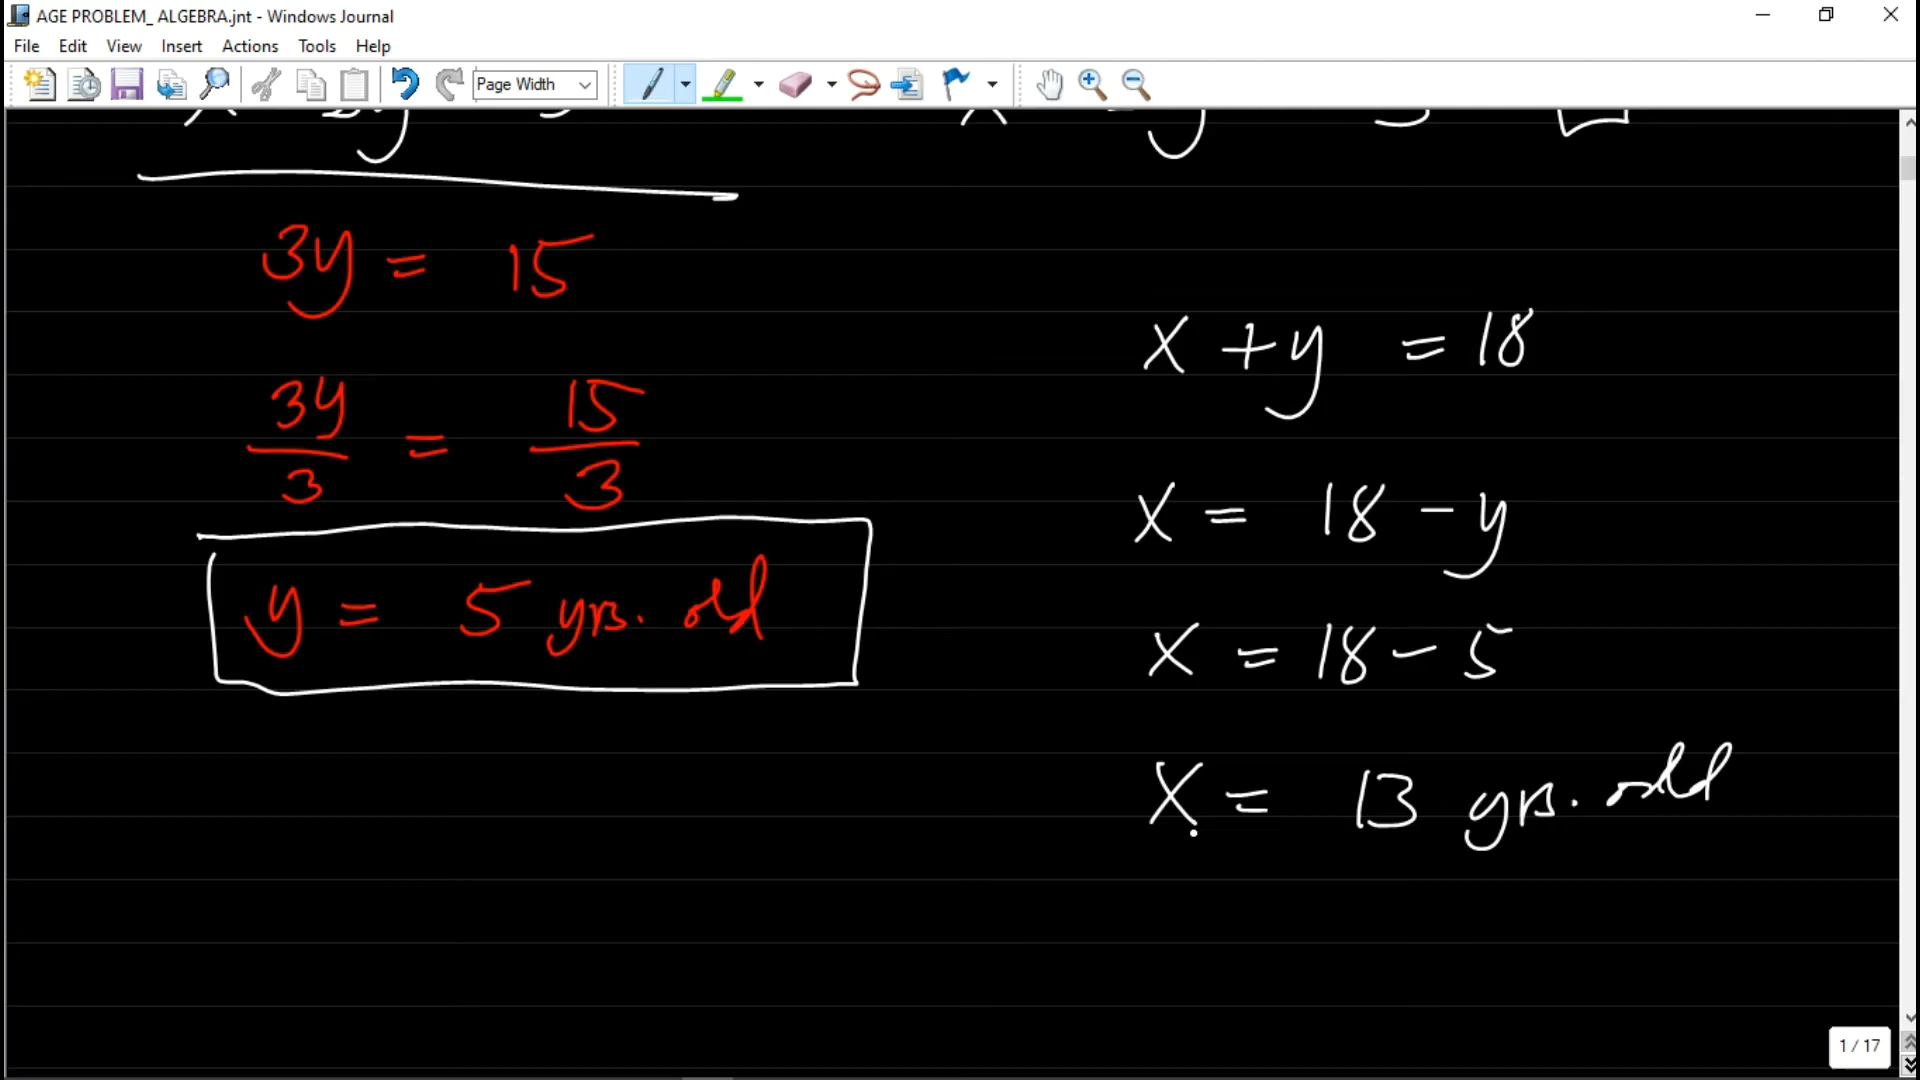 AGE PROBLEM_ ALGEBRA.jnt - Windows Journal
File Edit View Insert Actions Tools Help
Page Width
3y = 15
3y/3 = 15/3
y = 5 yrs. old
x + y = 18
x = 18 - y
x = 18 - 5
x = 13 yrs. old
1 / 17